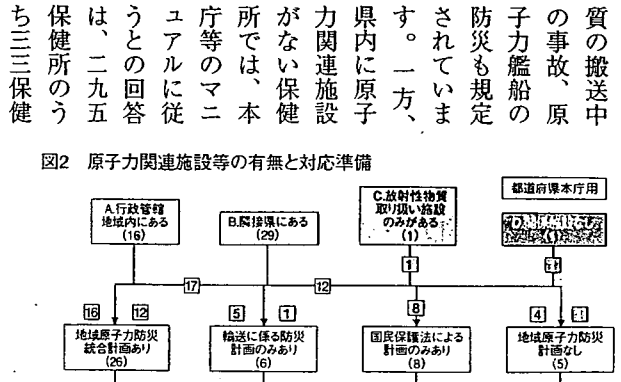 質の搬送中
の事故、原
子力艦船の
防災も規定
されていま
す。一方、
県内に原子
力関連施設
がない保健
所では、本
庁等のマニ
ュアルに従
うとの回答
は、二九五
保健所のう
ち三三保健
図2 原子力関連施設等の有無と対応準備
都道府県本庁用
A.行政管轄
地域内にある
(16)
B.隣接県にある
(29)
C.放射性物質
取り扱い施設
のみがある
(1)
1
17
12
16
12
5
1
8
4
地域原子力防災
統合計画あり
(26)
輸送に係る防災
計画のみあり
(6)
国民保護法による
計画のみあり
(8)
地域原子力防災
計画なし
(5)